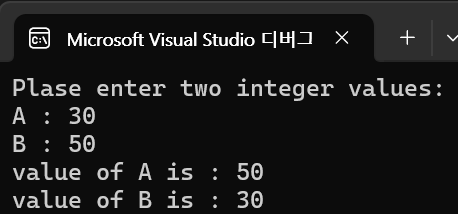 Microsoft Visual Studio 디버그
Plase enter two integer values:
A : 30
B : 50
value of A is : 50
value of B is : 30